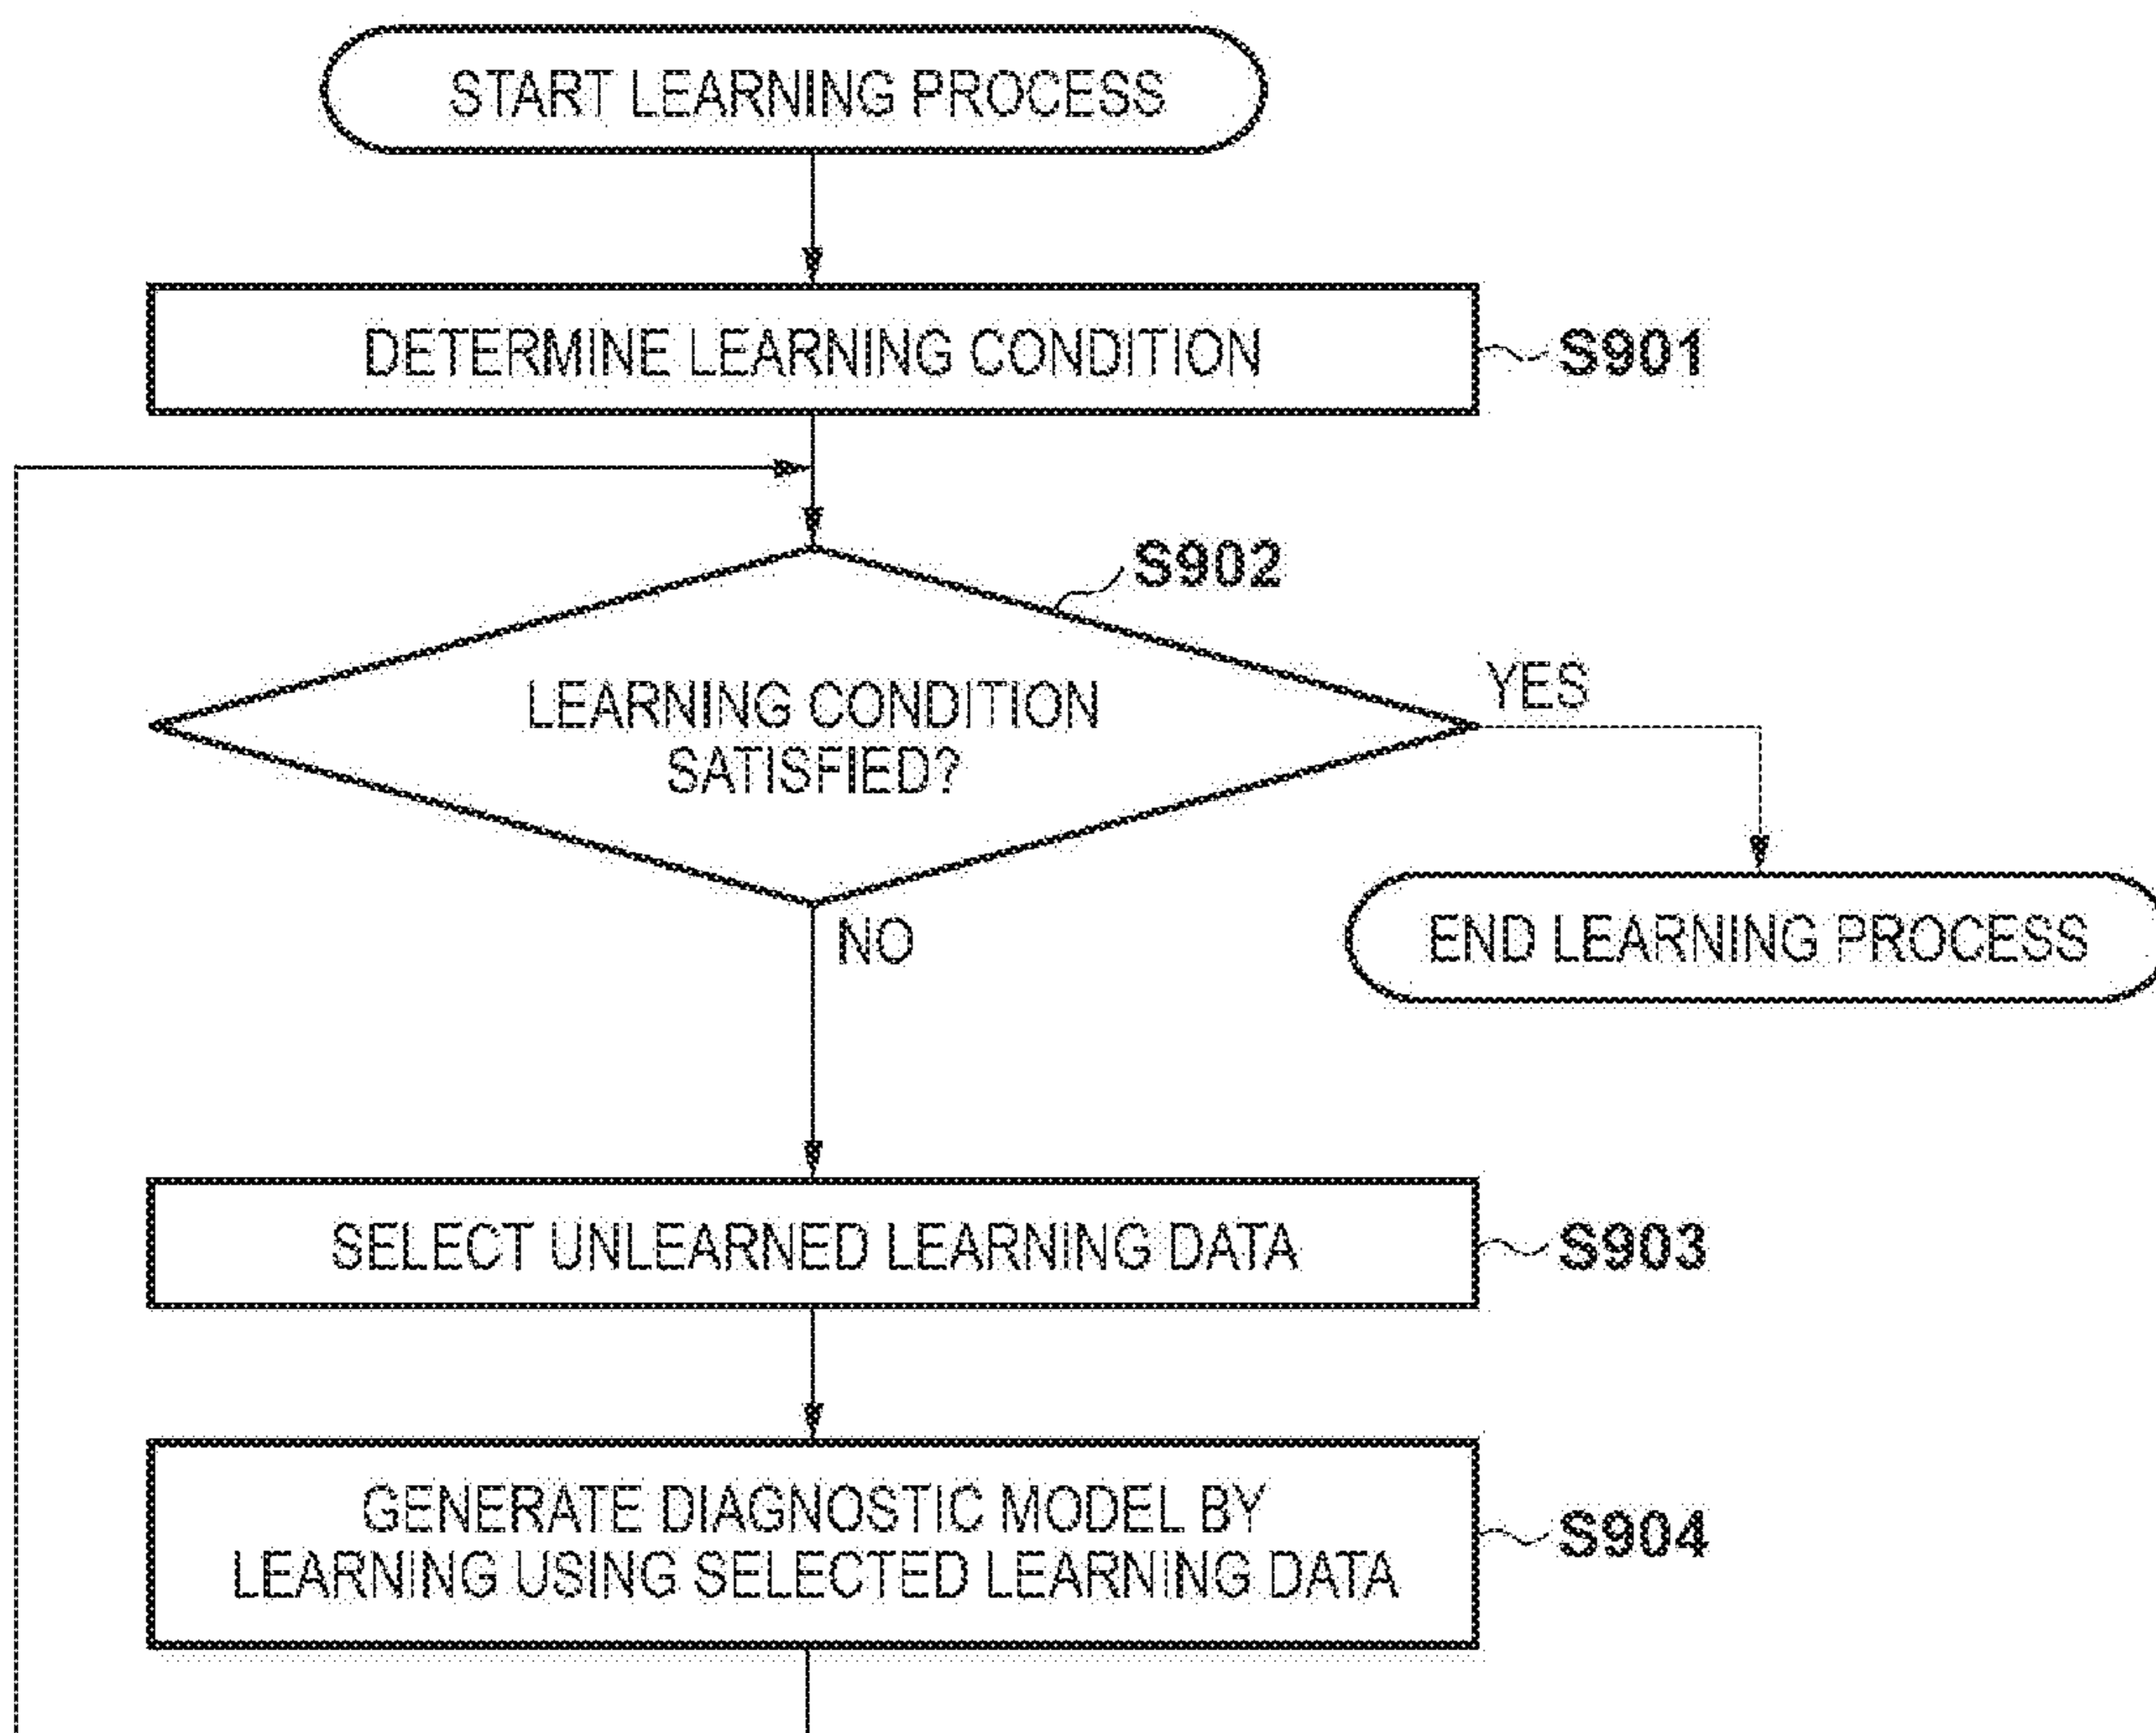 START LEARNING PROCESS
DETERMINE LEARNING CONDITION
S901
S902
LEARNING CONDITION
SATISFIED?
YES
NO
END LEARNING PROCESS
SELECT UNLEARNED LEARNING DATA
S903
GENERATE DIAGNOSTIC MODEL BY
LEARNING USING SELECTED LEARNING DATA
S904